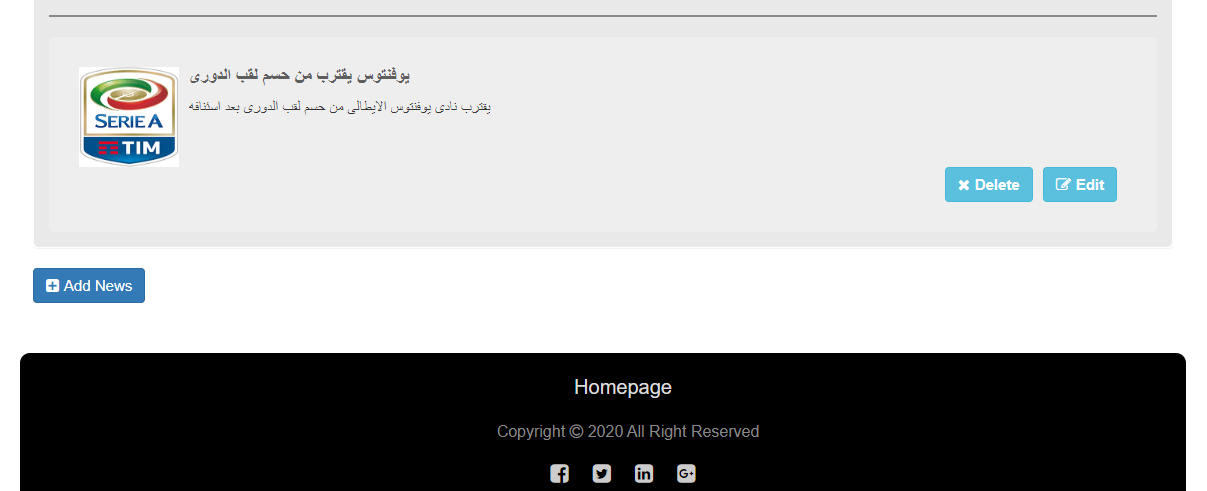 يوفنتوس يقترب من حسم لقب الدورى
يقترب نادى يوفنتوس الايطالى من حسم لقب الدورى بعد استئنافه
SERIE A
TIM
Delete
Edit
Add News
Homepage
Copyright © 2020 All Right Reserved